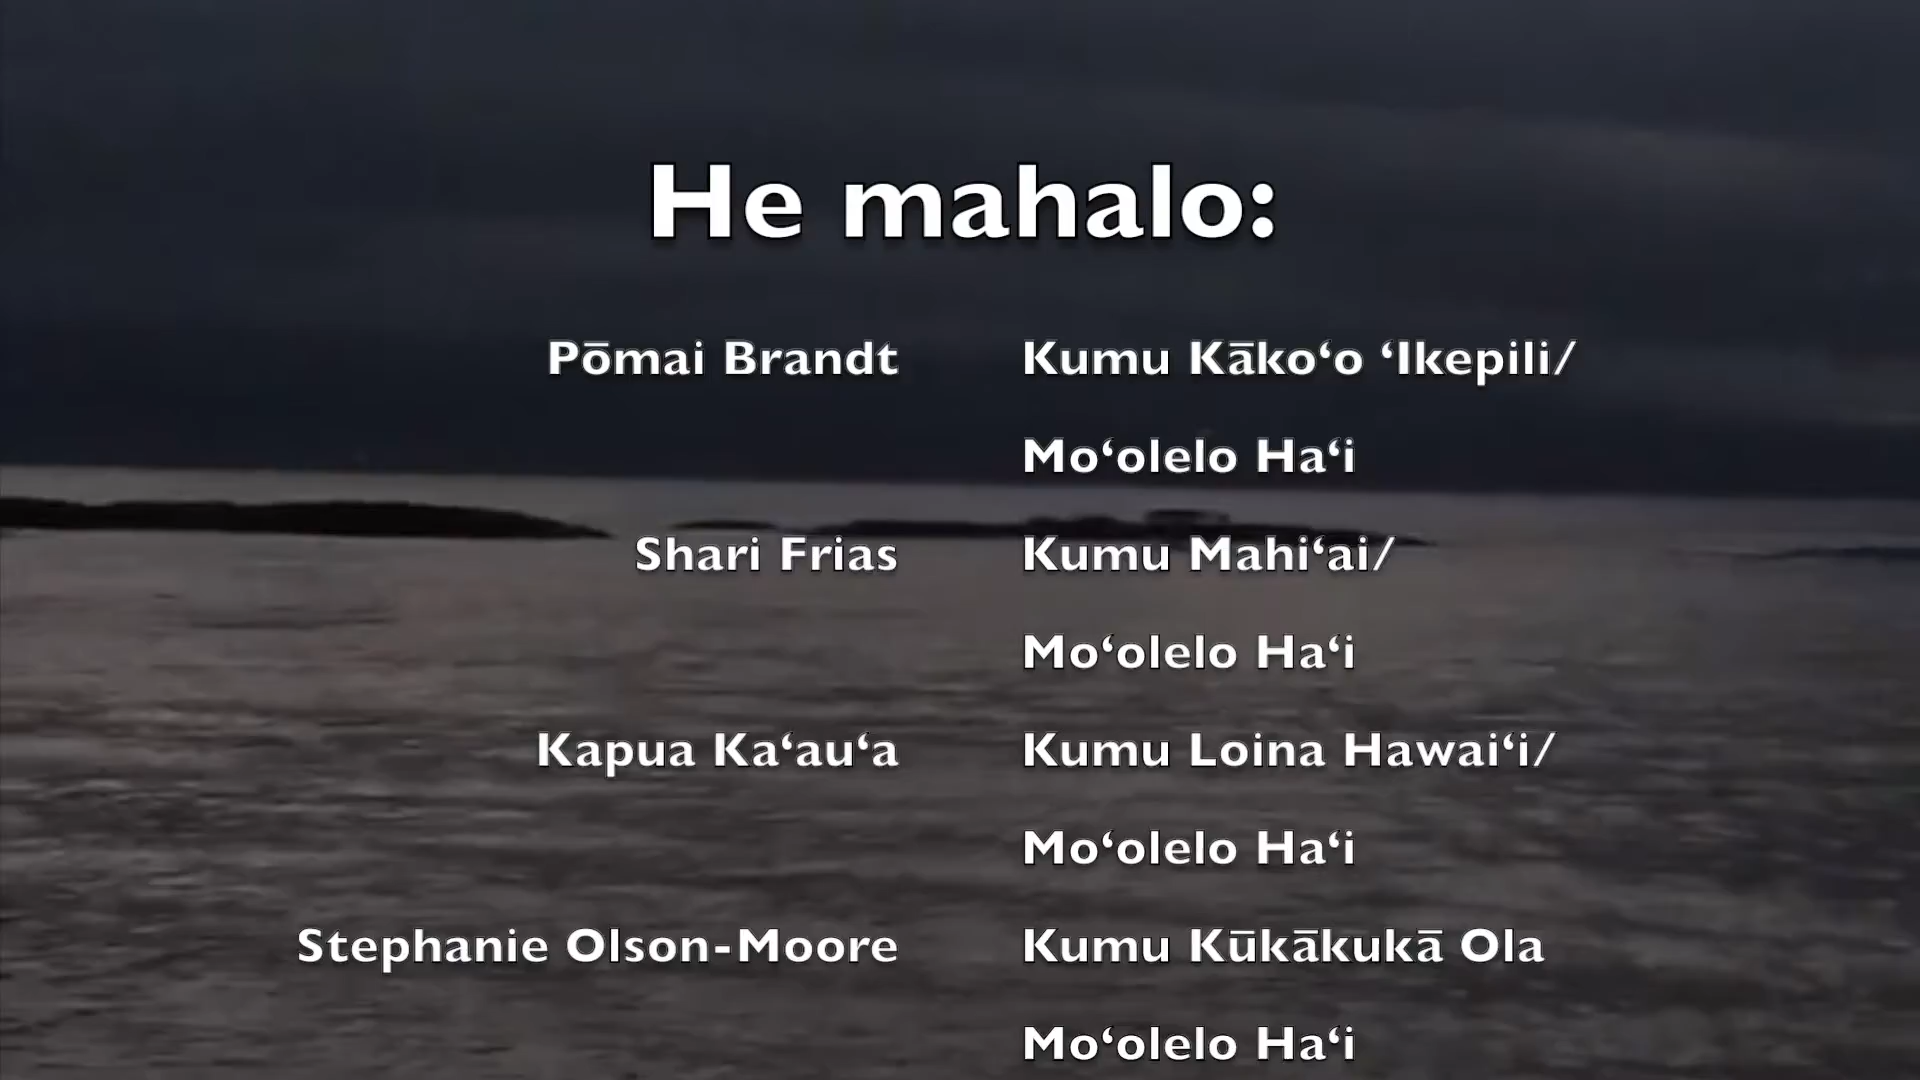 He mahalo:
Pōmai Brandt Kumu Kākoʻo ʻIkepili/
Moʻolelo Haʻi
Shari Frias Kumu Mahiʻai/
Moʻolelo Haʻi
Kapua Kaʻauʻa Kumu Loina Hawaiʻi/
Moʻolelo Haʻi
Stephanie Olson-Moore Kumu Kūkākukā Ola
Moʻolelo Haʻi